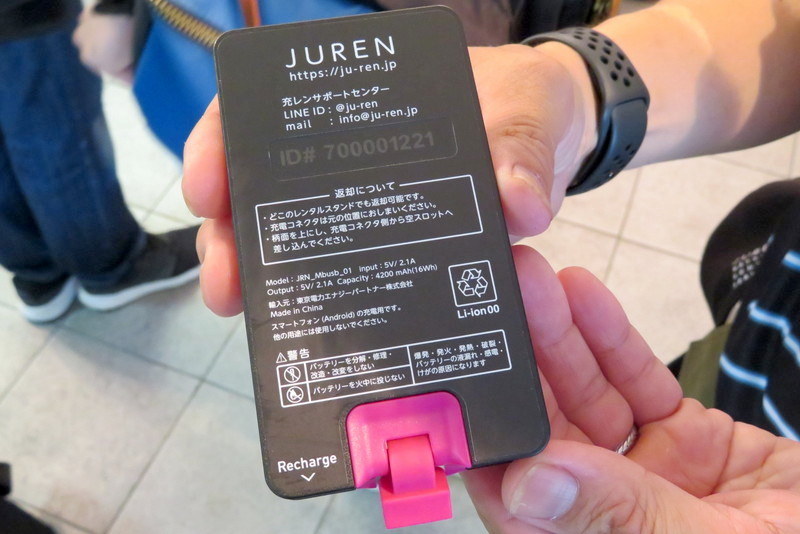 JUREN
https://ju-ren.jp
充レンサポートセンター
LINE ID : @ju-ren
mail : info@ju-ren.jp
ID# 700001221
返却について
・どこのレンタルスタンドでも返却可能です。
・充電コネクタは元の位置におしまいください。
・柄面を上にし、充電コネクタ側から空スロットへ
差し込んでください。
Model : JRN_Mbusb_01 input : 5V/ 2.1A
Output : 5V/ 2.1A Capacity : 4200 mAh(16Wh)
輸入元 : 東京電力エナジーパートナー株式会社
Made in China
スマートフォン (Android) の充電用です。
他の用途には使用しないでください。
Li-ion00
⚠警告
バッテリーを分解・修理・
改造・改変をしない
バッテリーを火中に投じない
爆発・発火・発熱・破裂・
バッテリーの液漏れ・感電・
けがの原因になります
Recharge